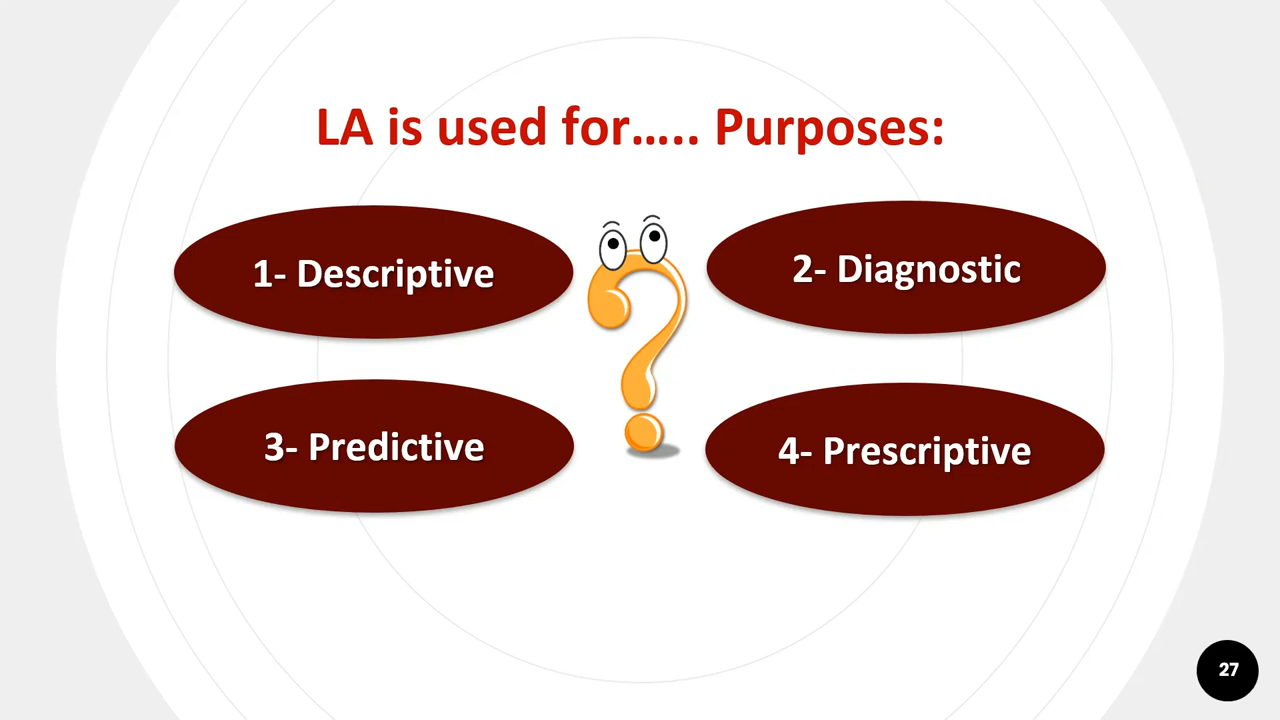 LA is used for….. Purposes:
1- Descriptive
2- Diagnostic
3- Predictive
4- Prescriptive
27